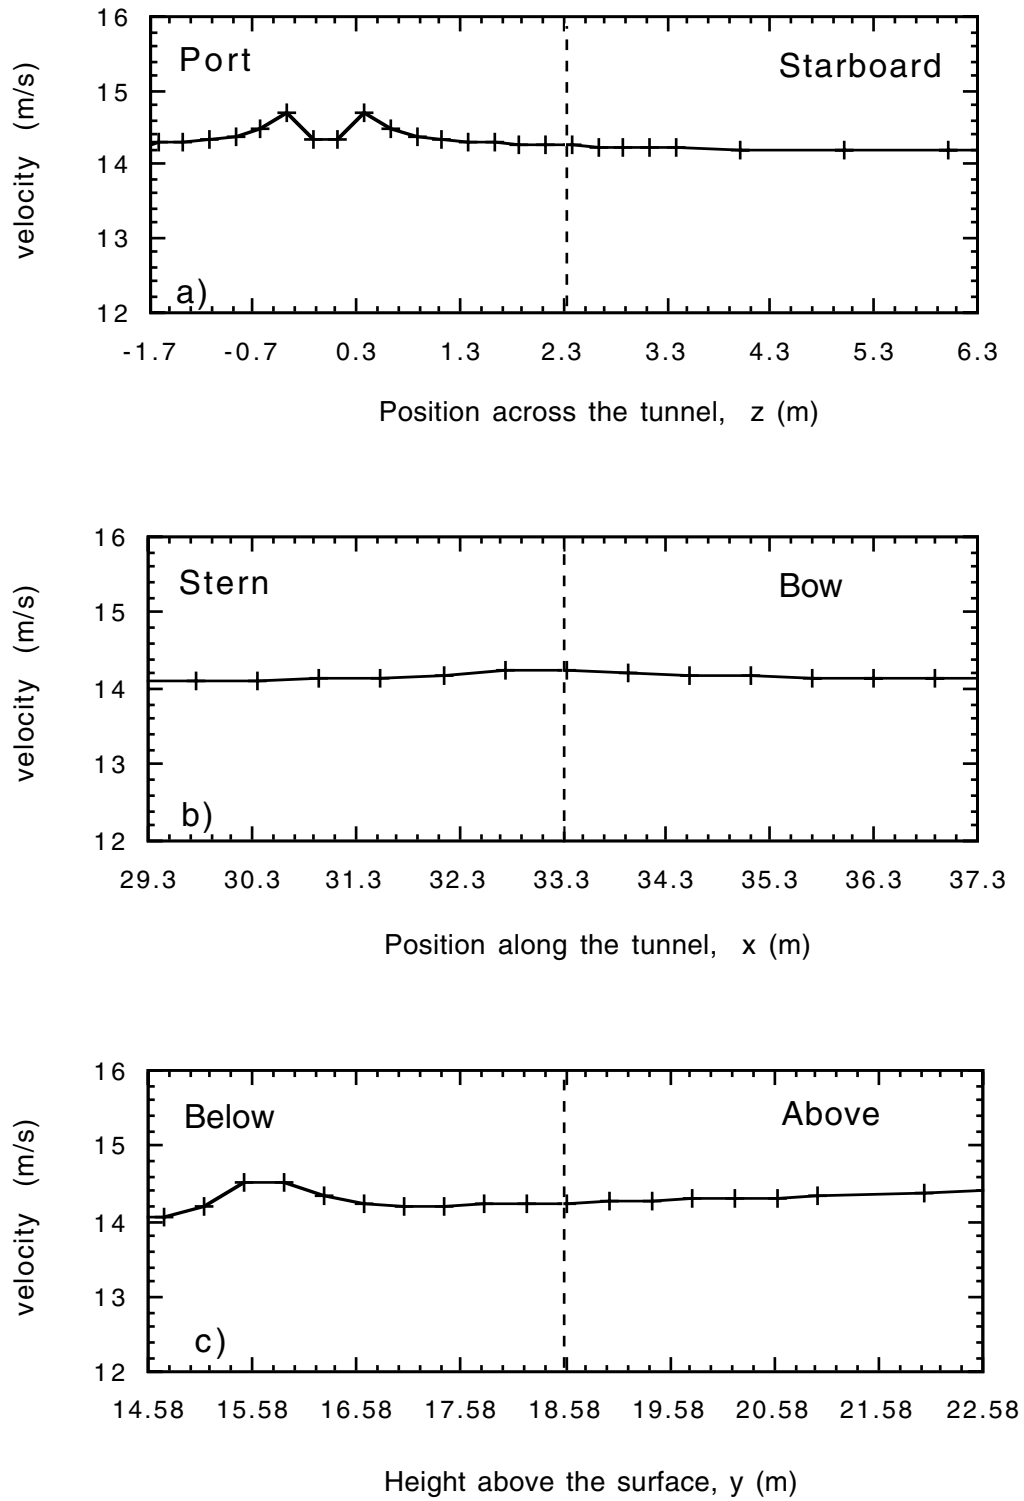 16
Port
Starboard
15
velocity (m/s)
14
13
a)
12
-1.7 -0.7 0.3 1.3 2.3 3.3 4.3 5.3 6.3
Position across the tunnel, z (m)
16
Stern
Bow
15
velocity (m/s)
14
13
b)
12
29.3 30.3 31.3 32.3 33.3 34.3 35.3 36.3 37.3
Position along the tunnel, x (m)
16
Below
Above
15
velocity (m/s)
14
13
c)
12
14.58 15.58 16.58 17.58 18.58 19.58 20.58 21.58 22.58
Height above the surface, y (m)